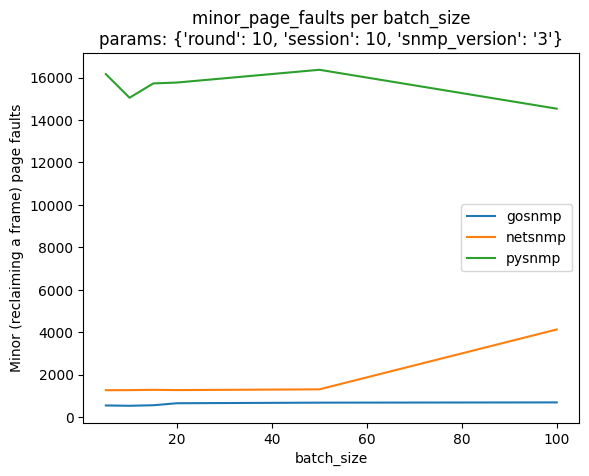 minor_page_faults per batch_size
params: {'round': 10, 'session': 10, 'snmp_version': '3'}
Minor (reclaiming a frame) page faults
16000
14000
12000
10000
8000
6000
4000
2000
0
gosnmp
netsnmp
pysnmp
20
40
60
80
100
batch_size